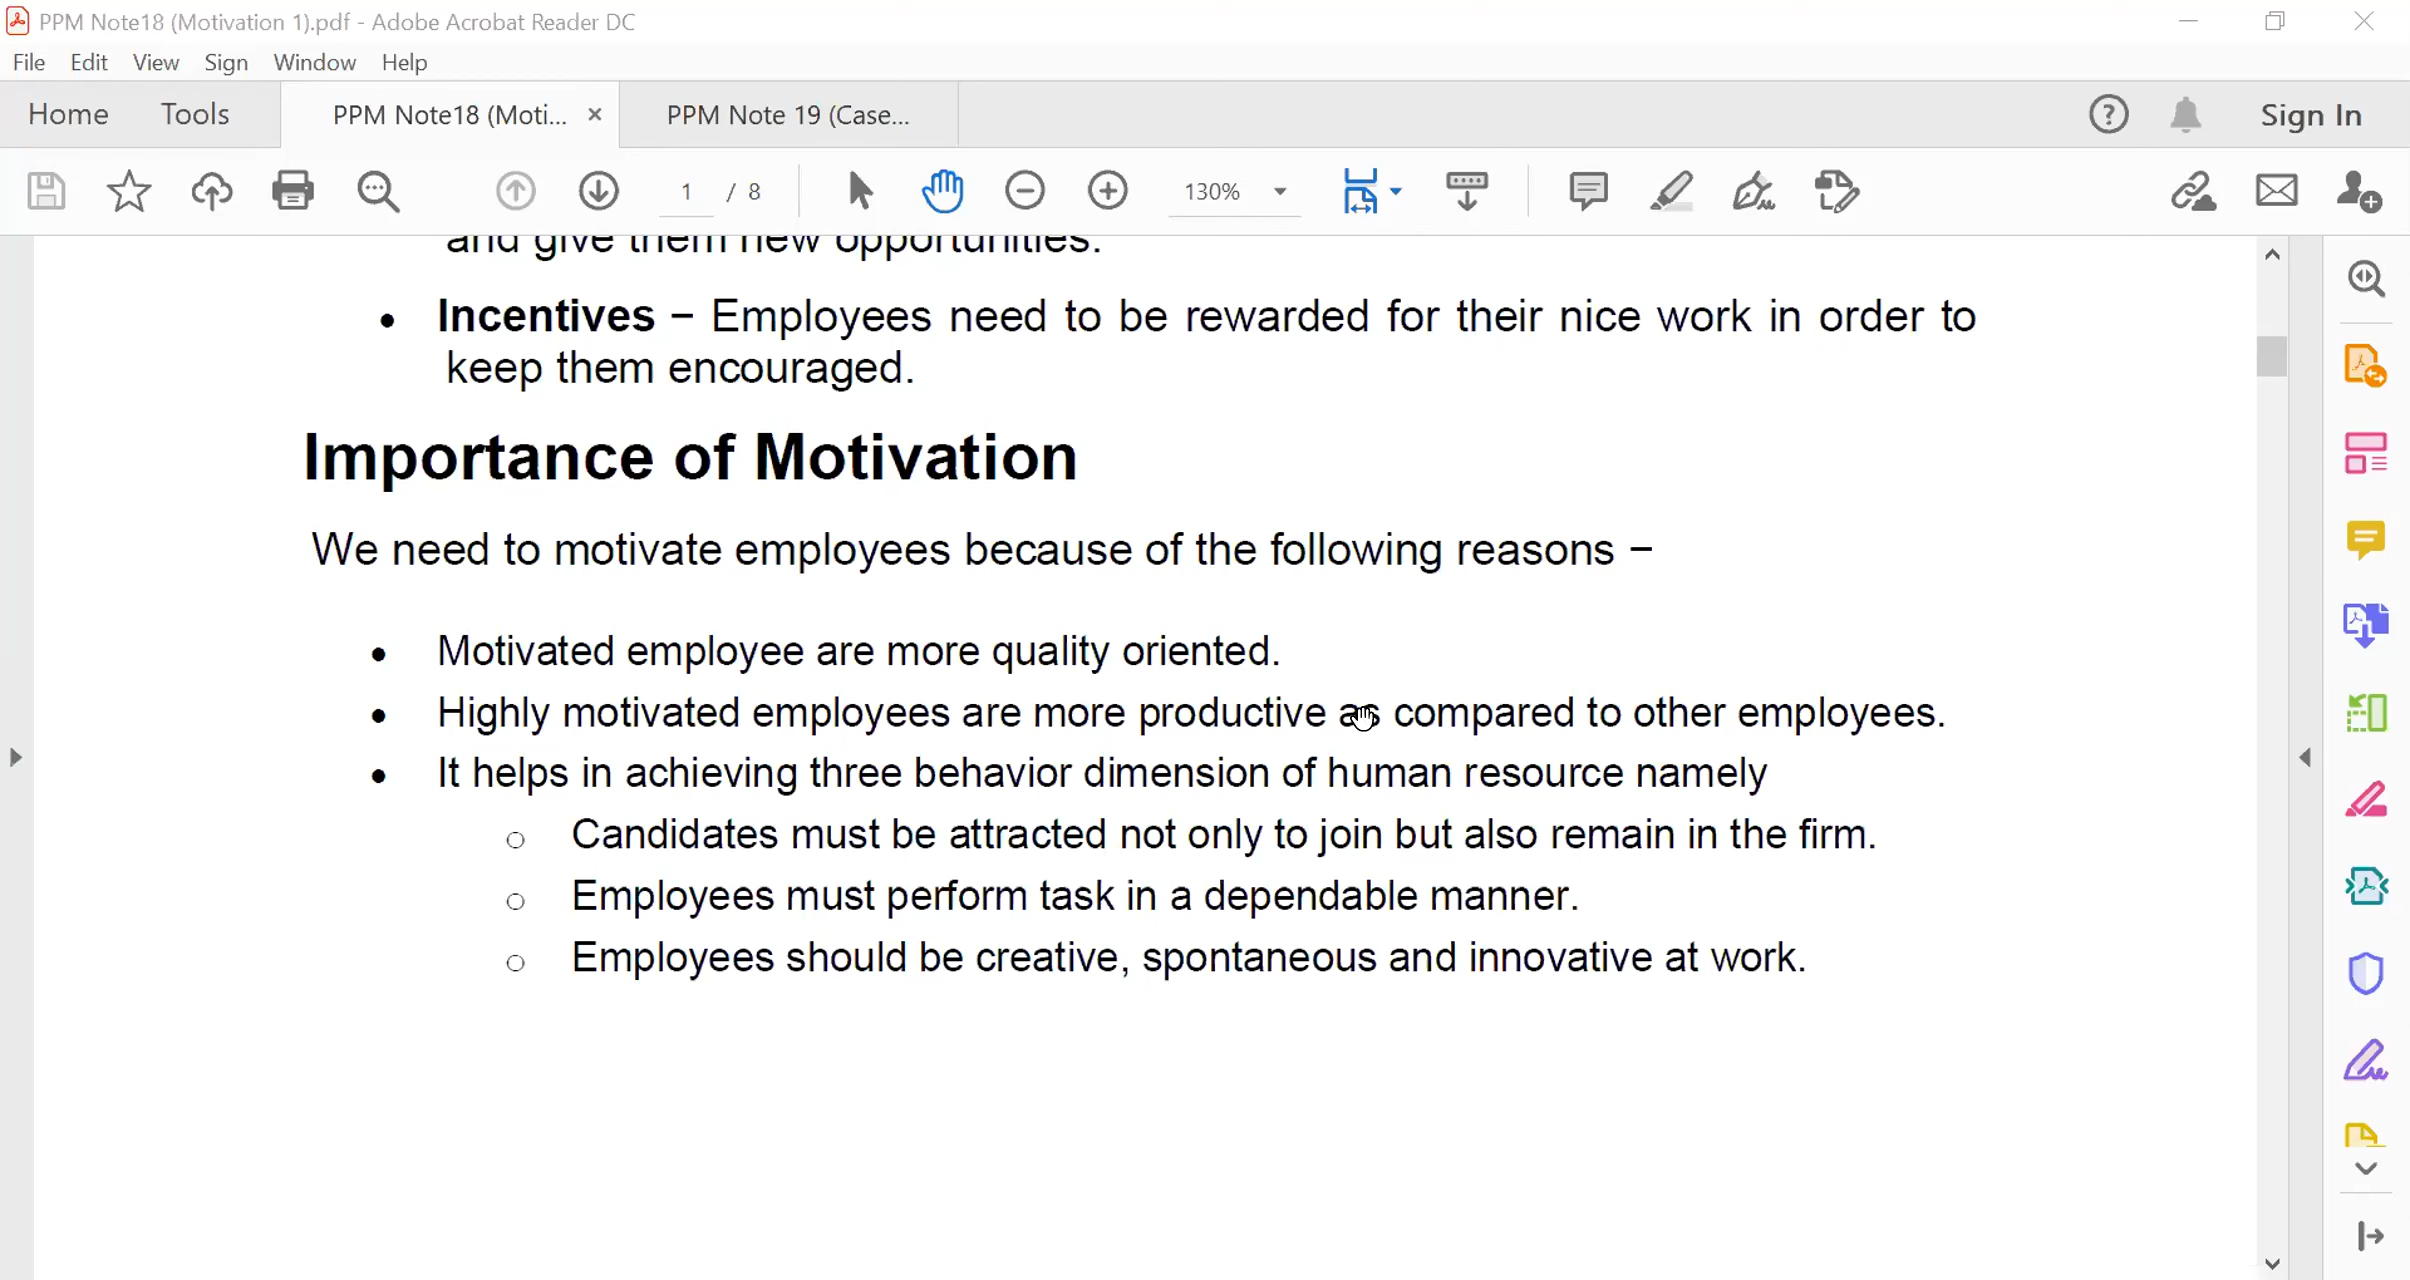 PPM Note18 (Motivation 1).pdf - Adobe Acrobat Reader DC
File Edit View Sign Window Help
Home Tools PPM Note18 (Moti... × PPM Note 19 (Case... ? Sign In
1 / 8 130%
and give them new opportunities.
• Incentives − Employees need to be rewarded for their nice work in order to
keep them encouraged.
Importance of Motivation
We need to motivate employees because of the following reasons −
• Motivated employee are more quality oriented.
• Highly motivated employees are more productive as compared to other employees.
• It helps in achieving three behavior dimension of human resource namely
○ Candidates must be attracted not only to join but also remain in the firm.
○ Employees must perform task in a dependable manner.
○ Employees should be creative, spontaneous and innovative at work.